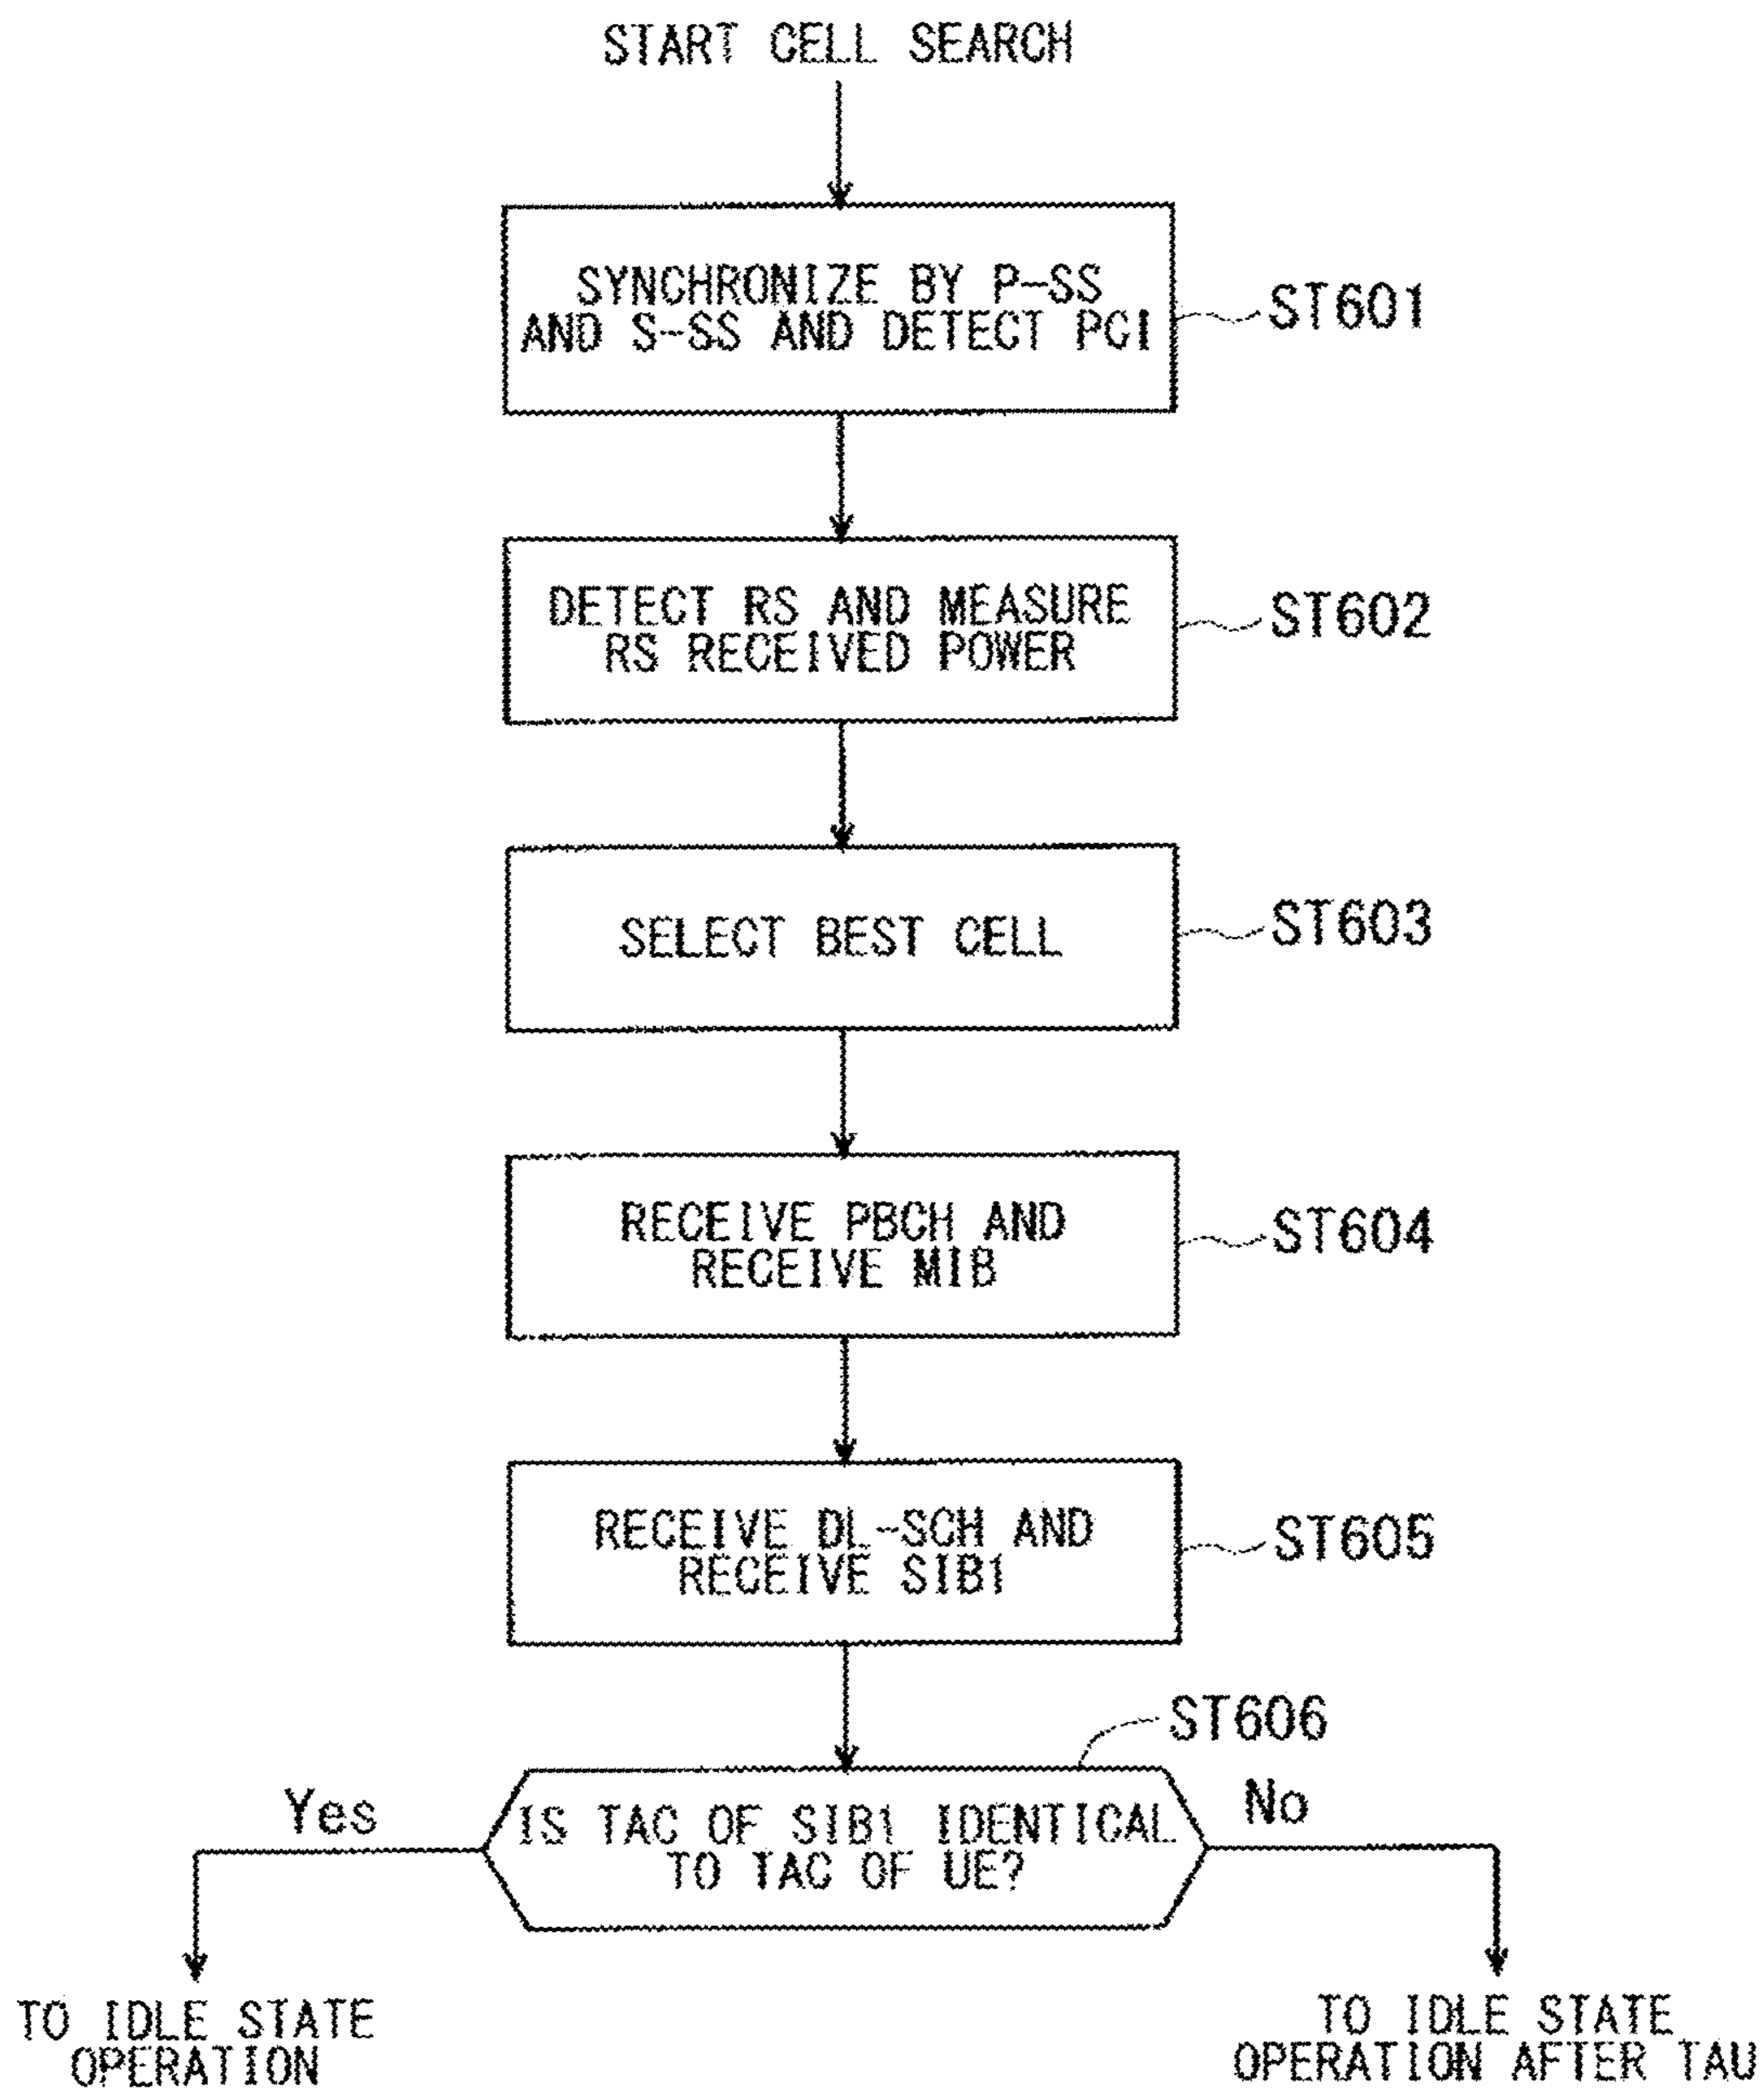 START CELL SEARCH
SYNCHRONIZE BY P-SS
AND S-SS AND DETECT PCI
ST601
DETECT RS AND MEASURE
RS RECEIVED POWER
ST602
SELECT BEST CELL
ST603
RECEIVE PBCH AND
RECEIVE MIB
ST604
RECEIVE DL-SCH AND
RECEIVE SIB1
ST605
ST606
Yes
IS TAC OF SIB1 IDENTICAL
TO TAC OF UE?
No
TO IDLE STATE
OPERATION
TO IDLE STATE
OPERATION AFTER TAU